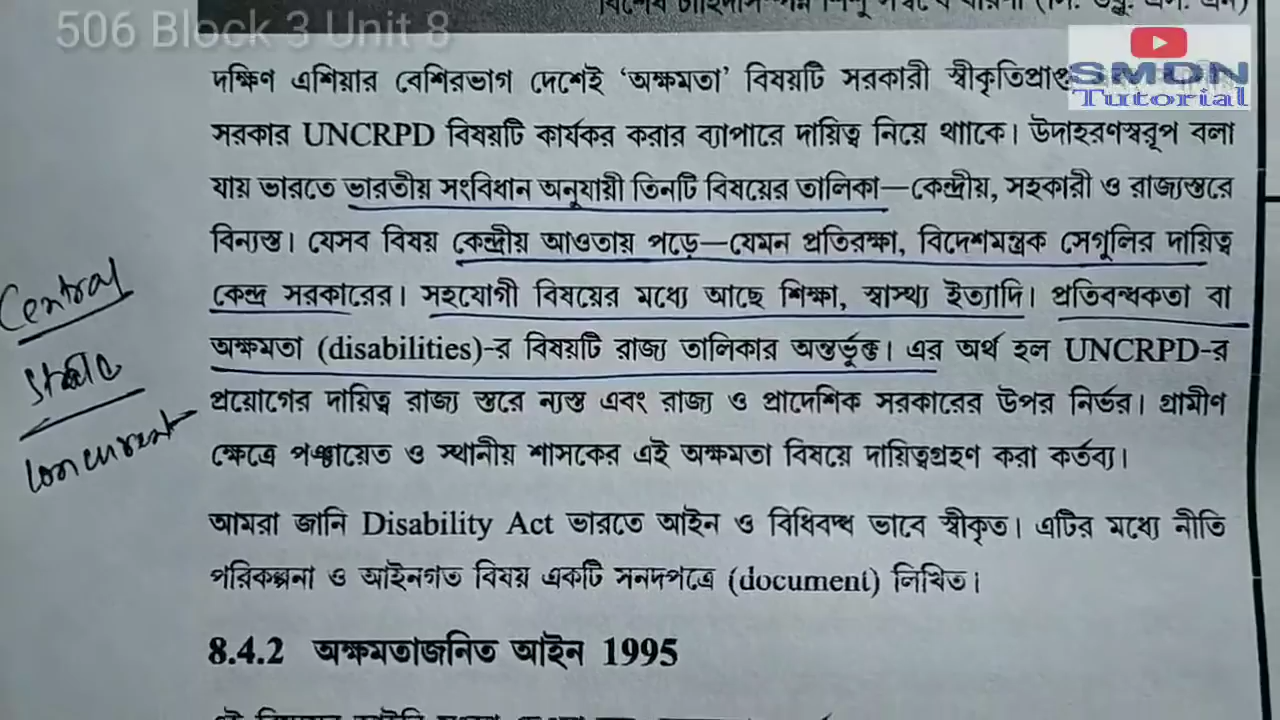 506 Block 3 Unit 8
SMDN
Tutorial
দক্ষিণ এশিয়ার বেশিরভাগ দেশেই ‘অক্ষমতা’ বিষয়টি সরকারী স্বীকৃতিপ্রাপ্ত
সরকার UNCRPD বিষয়টি কার্যকর করার ব্যাপারে দায়িত্ব নিয়ে থাকে। উদাহরণস্বরূপ বলা
যায় ভারতে ভারতীয় সংবিধান অনুযায়ী তিনটি বিষয়ের তালিকা—কেন্দ্রীয়, সহকারী ও রাজ্যস্তরে
বিন্যস্ত। যেসব বিষয় কেন্দ্রীয় আওতায় পড়ে—যেমন প্রতিরক্ষা, বিদেশমন্ত্রক সেগুলির দায়িত্ব
কেন্দ্র সরকারের। সহযোগী বিষয়ের মধ্যে আছে শিক্ষা, স্বাস্থ্য ইত্যাদি। প্রতিবন্ধকতা বা
অক্ষমতা (disabilities)-র বিষয়টি রাজ্য তালিকার অন্তর্ভূক্ত। এর অর্থ হল UNCRPD-র
প্রয়োগের দায়িত্ব রাজ্য স্তরে ন্যস্ত এবং রাজ্য ও প্রাদেশিক সরকারের উপর নির্ভর। গ্রামীণ
ক্ষেত্রে পঞ্চায়েত ও স্থানীয় শাসকের এই অক্ষমতা বিষয়ে দায়িত্বগ্রহণ করা কর্তব্য।
Central
State
Concurrent
আমরা জানি Disability Act ভারতে আইন ও বিধিবদ্ধ ভাবে স্বীকৃত। এটির মধ্যে নীতি
পরিকল্পনা ও আইনগত বিষয় একটি সনদপত্রে (document) লিখিত।
8.4.2 অক্ষমতাজনিত আইন 1995